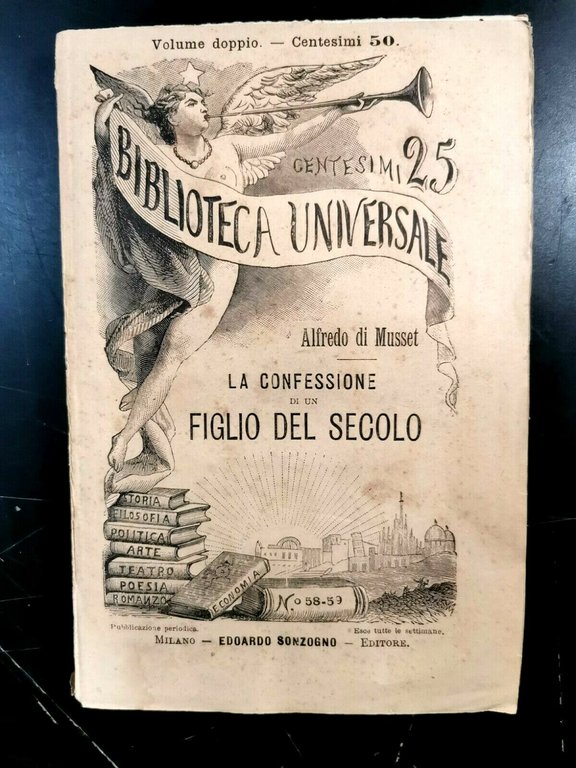 Volume doppio. — Centesimi 50.
CENTESIMI 25
BIBLIOTECA UNIVERSALE
Alfredo di Musset
LA CONFESSIONE
DI UN
FIGLIO DEL SECOLO
STORIA
FILOSOFIA
POLITICA
ARTE
TEATRO
POESIA
ROMANZO
ECONOMIA
N.o 58-59
Pubblicazione periodica.
Esce tutte le settimane.
MILANO — EDOARDO SONZOGNO — EDITORE.